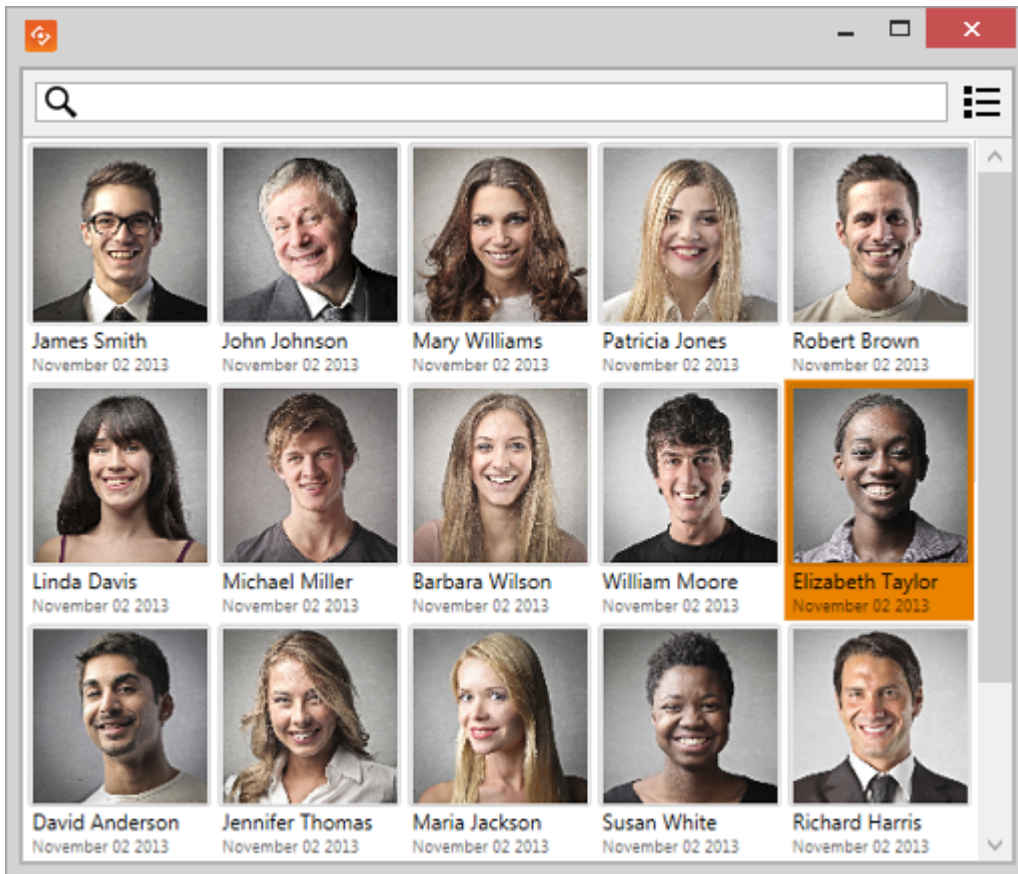 James Smith
November 02 2013
John Johnson
November 02 2013
Mary Williams
November 02 2013
Patricia Jones
November 02 2013
Robert Brown
November 02 2013
Linda Davis
November 02 2013
Michael Miller
November 02 2013
Barbara Wilson
November 02 2013
William Moore
November 02 2013
Elizabeth Taylor
November 02 2013
David Anderson
November 02 2013
Jennifer Thomas
November 02 2013
Maria Jackson
November 02 2013
Susan White
November 02 2013
Richard Harris
November 02 2013